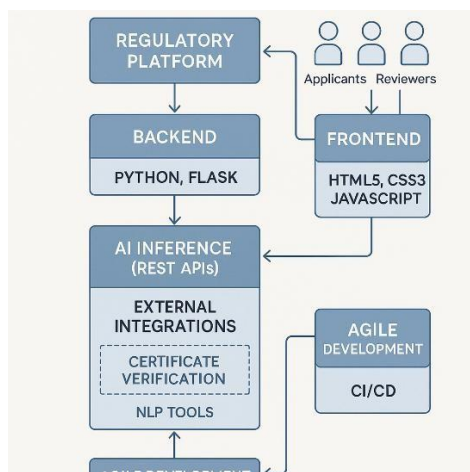 REGULATORY
PLATFORM
Applicants Reviewers
BACKEND
PYTHON, FLASK
FRONTEND
HTML5, CSS3
JAVASCRIPT
AI INFERENCE
(REST APIs)
EXTERNAL
INTEGRATIONS
CERTIFICATE
VERIFICATION
NLP TOOLS
AGILE
DEVELOPMENT
CI/CD